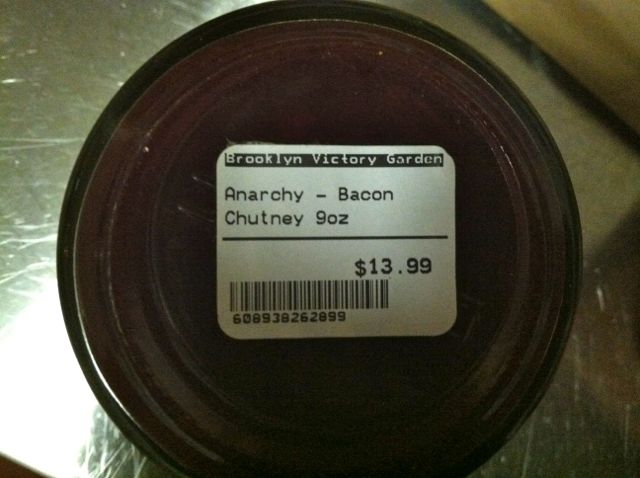 Brooklyn Victory Garden
Anarchy - Bacon
Chutney 9oz
$13.99
608938262899